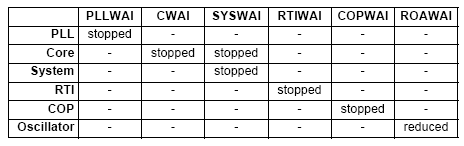 PLLWAI CWAI SYSWAI RTIWAI COPWAI ROAWAI
PLL stopped - - - - -
Core - stopped stopped - - -
System - - stopped - - -
RTI - - - stopped - -
COP - - - - stopped -
Oscillator - - - - - reduced